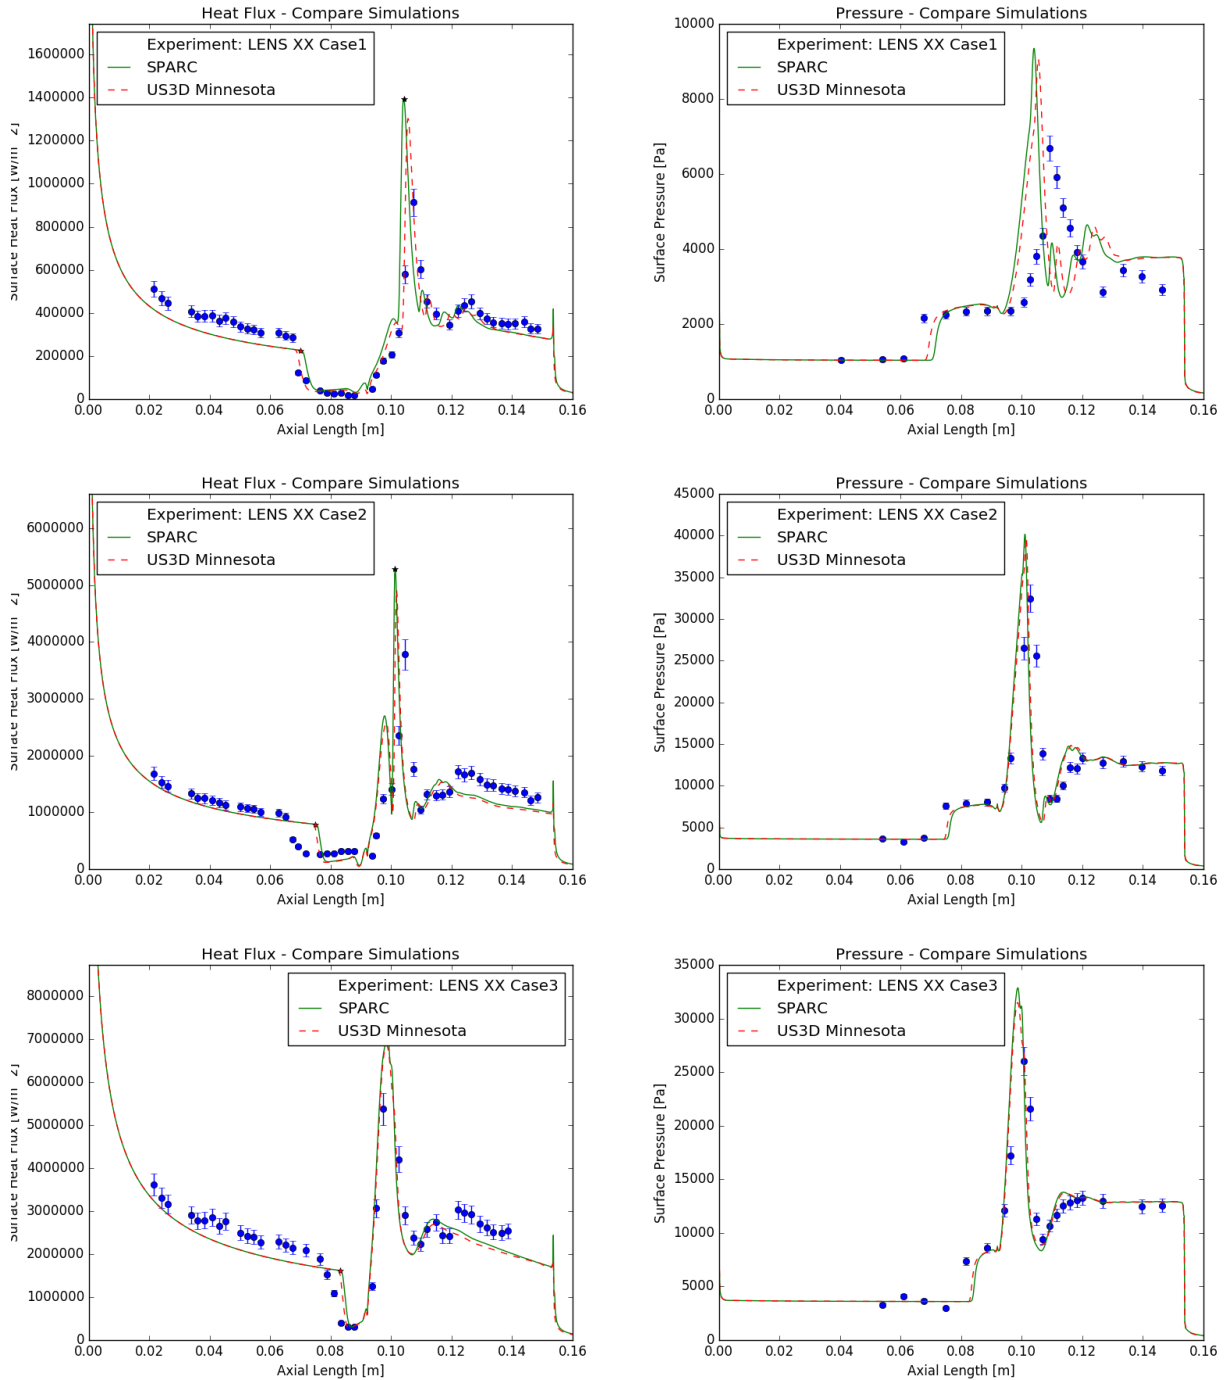 Heat Flux - Compare Simulations
Experiment: LENS XX Case1
SPARC
US3D Minnesota
1400000
1200000
1000000
800000
600000
400000
200000
0
0.00 0.02 0.04 0.06 0.08 0.10 0.12 0.14 0.16
Axial Length [m]
Pressure - Compare Simulations
Experiment: LENS XX Case1
SPARC
US3D Minnesota
Surface Pressure [Pa]
10000
8000
6000
4000
2000
0
0.00 0.02 0.04 0.06 0.08 0.10 0.12 0.14 0.16
Axial Length [m]
Heat Flux - Compare Simulations
Experiment: LENS XX Case2
SPARC
US3D Minnesota
6000000
5000000
4000000
3000000
2000000
1000000
0
0.00 0.02 0.04 0.06 0.08 0.10 0.12 0.14 0.16
Axial Length [m]
Pressure - Compare Simulations
Experiment: LENS XX Case2
SPARC
US3D Minnesota
Surface Pressure [Pa]
45000
40000
35000
30000
25000
20000
15000
10000
5000
0
0.00 0.02 0.04 0.06 0.08 0.10 0.12 0.14 0.16
Axial Length [m]
Heat Flux - Compare Simulations
Experiment: LENS XX Case3
SPARC
US3D Minnesota
8000000
7000000
6000000
5000000
4000000
3000000
2000000
1000000
0
0.00 0.02 0.04 0.06 0.08 0.10 0.12 0.14 0.16
Axial Length [m]
Pressure - Compare Simulations
Experiment: LENS XX Case3
SPARC
US3D Minnesota
Surface Pressure [Pa]
35000
30000
25000
20000
15000
10000
5000
0
0.00 0.02 0.04 0.06 0.08 0.10 0.12 0.14 0.16
Axial Length [m]